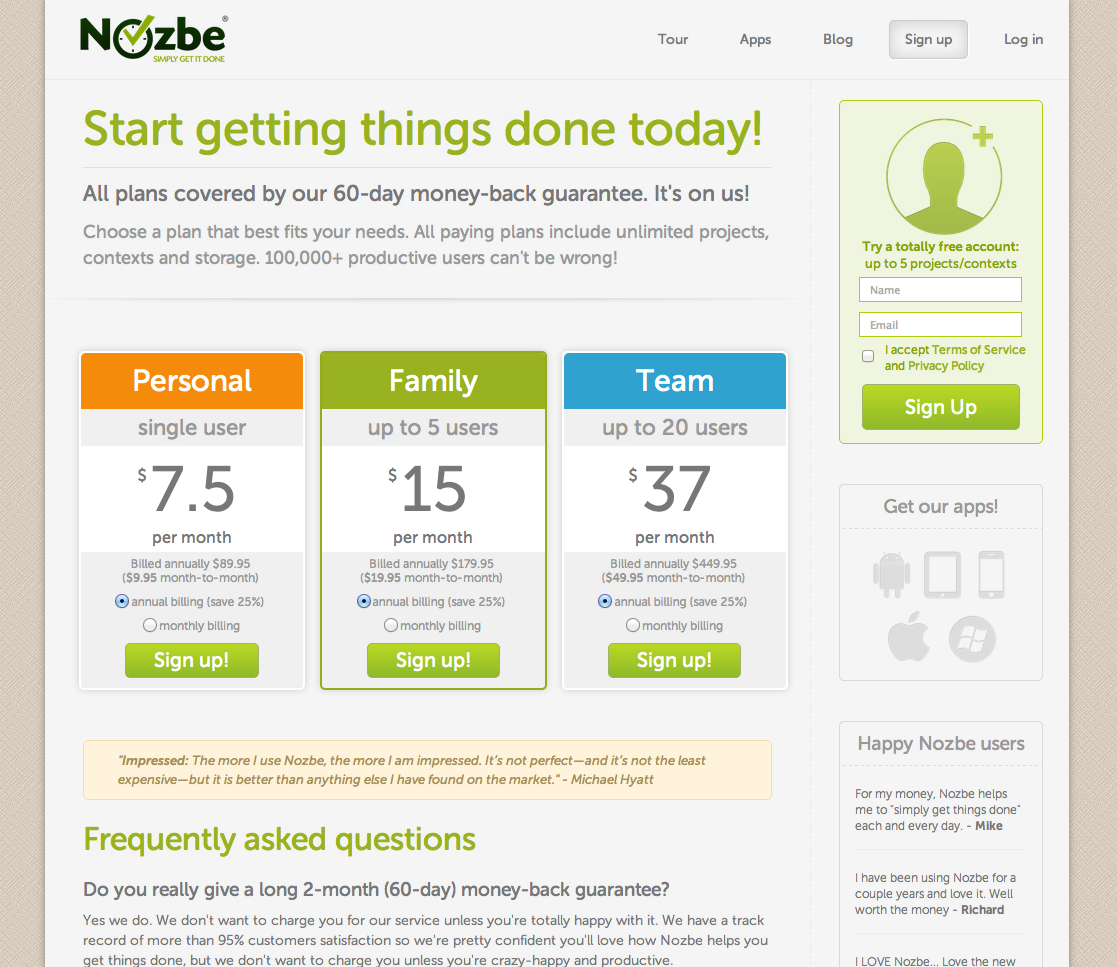 Nozbe®
SIMPLY GET IT DONE
Tour
Apps
Blog
Sign up
Log in
Start getting things done today!
All plans covered by our 60-day money-back guarantee. It's on us!
Choose a plan that best fits your needs. All paying plans include unlimited projects,
contexts and storage. 100,000+ productive users can't be wrong!
Personal
single user
$7.5
per month
Billed annually $89.95
($9.95 month-to-month)
annual billing (save 25%)
monthly billing
Sign up!
Family
up to 5 users
$15
per month
Billed annually $179.95
($19.95 month-to-month)
annual billing (save 25%)
monthly billing
Sign up!
Team
up to 20 users
$37
per month
Billed annually $449.95
($49.95 month-to-month)
annual billing (save 25%)
monthly billing
Sign up!
"Impressed: The more I use Nozbe, the more I am impressed. It's not perfect—and it's not the least
expensive—but it is better than anything else I have found on the market." - Michael Hyatt
Frequently asked questions
Do you really give a long 2-month (60-day) money-back guarantee?
Yes we do. We don't want to charge you for our service unless you're totally happy with it. We have a track
record of more than 95% customers satisfaction so we're pretty confident you'll love how Nozbe helps you
get things done, but we don't want to charge you unless you're crazy-happy and productive.
Try a totally free account:
up to 5 projects/contexts
Name
Email
I accept Terms of Service
and Privacy Policy
Sign Up
Get our apps!
Happy Nozbe users
For my money, Nozbe helps
me to "simply get things done"
each and every day. - Mike
I have been using Nozbe for a
couple years and love it. Well
worth the money - Richard
I LOVE Nozbe... Love the new